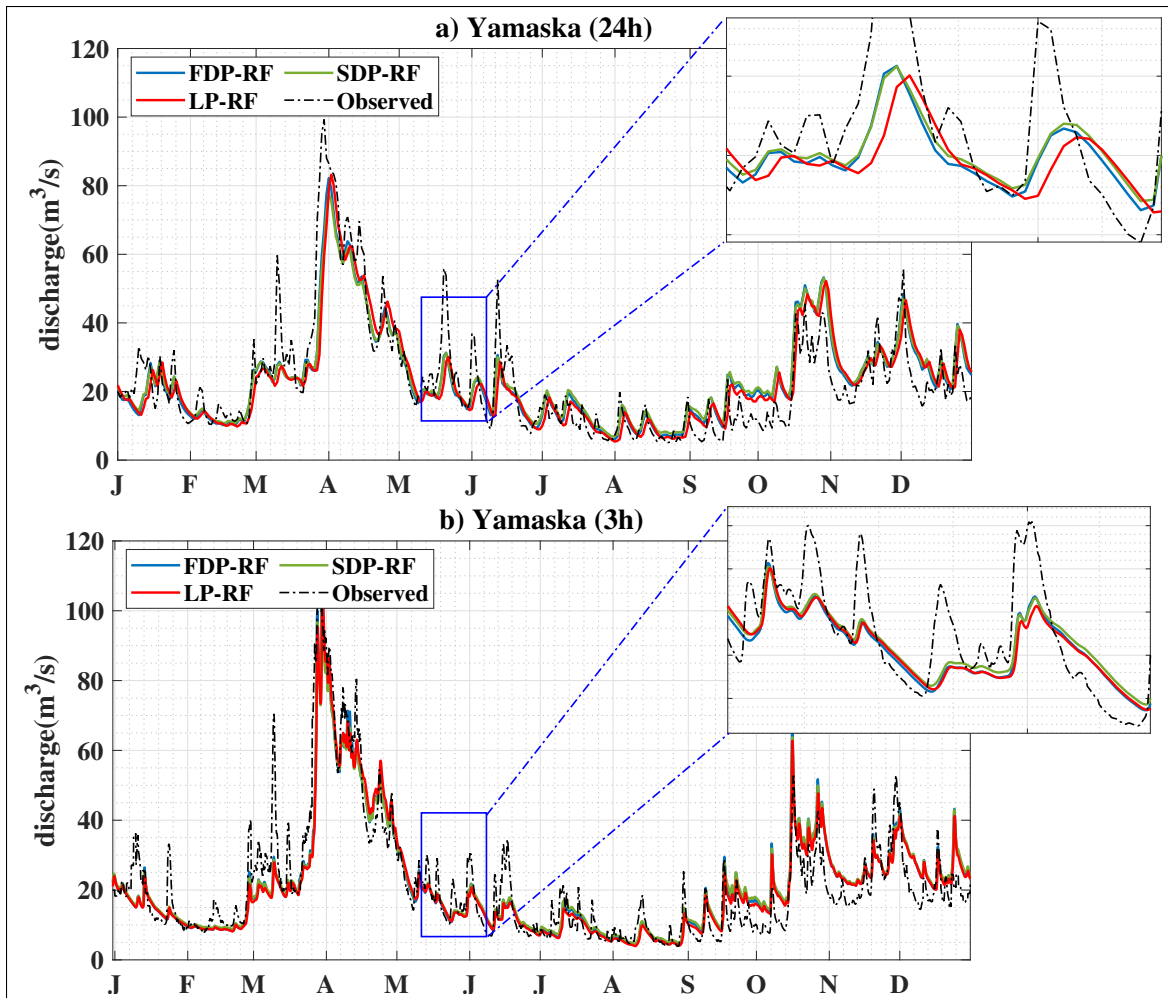 a) Yamaska (24h)
120
100
80
60
40
20
0
discharge(m³/s)
FDP-RF
SDP-RF
LP-RF
Observed
J F M A M J J A S O N D
b) Yamaska (3h)
120
100
80
60
40
20
0
discharge(m³/s)
FDP-RF
SDP-RF
LP-RF
Observed
J F M A M J J A S O N D